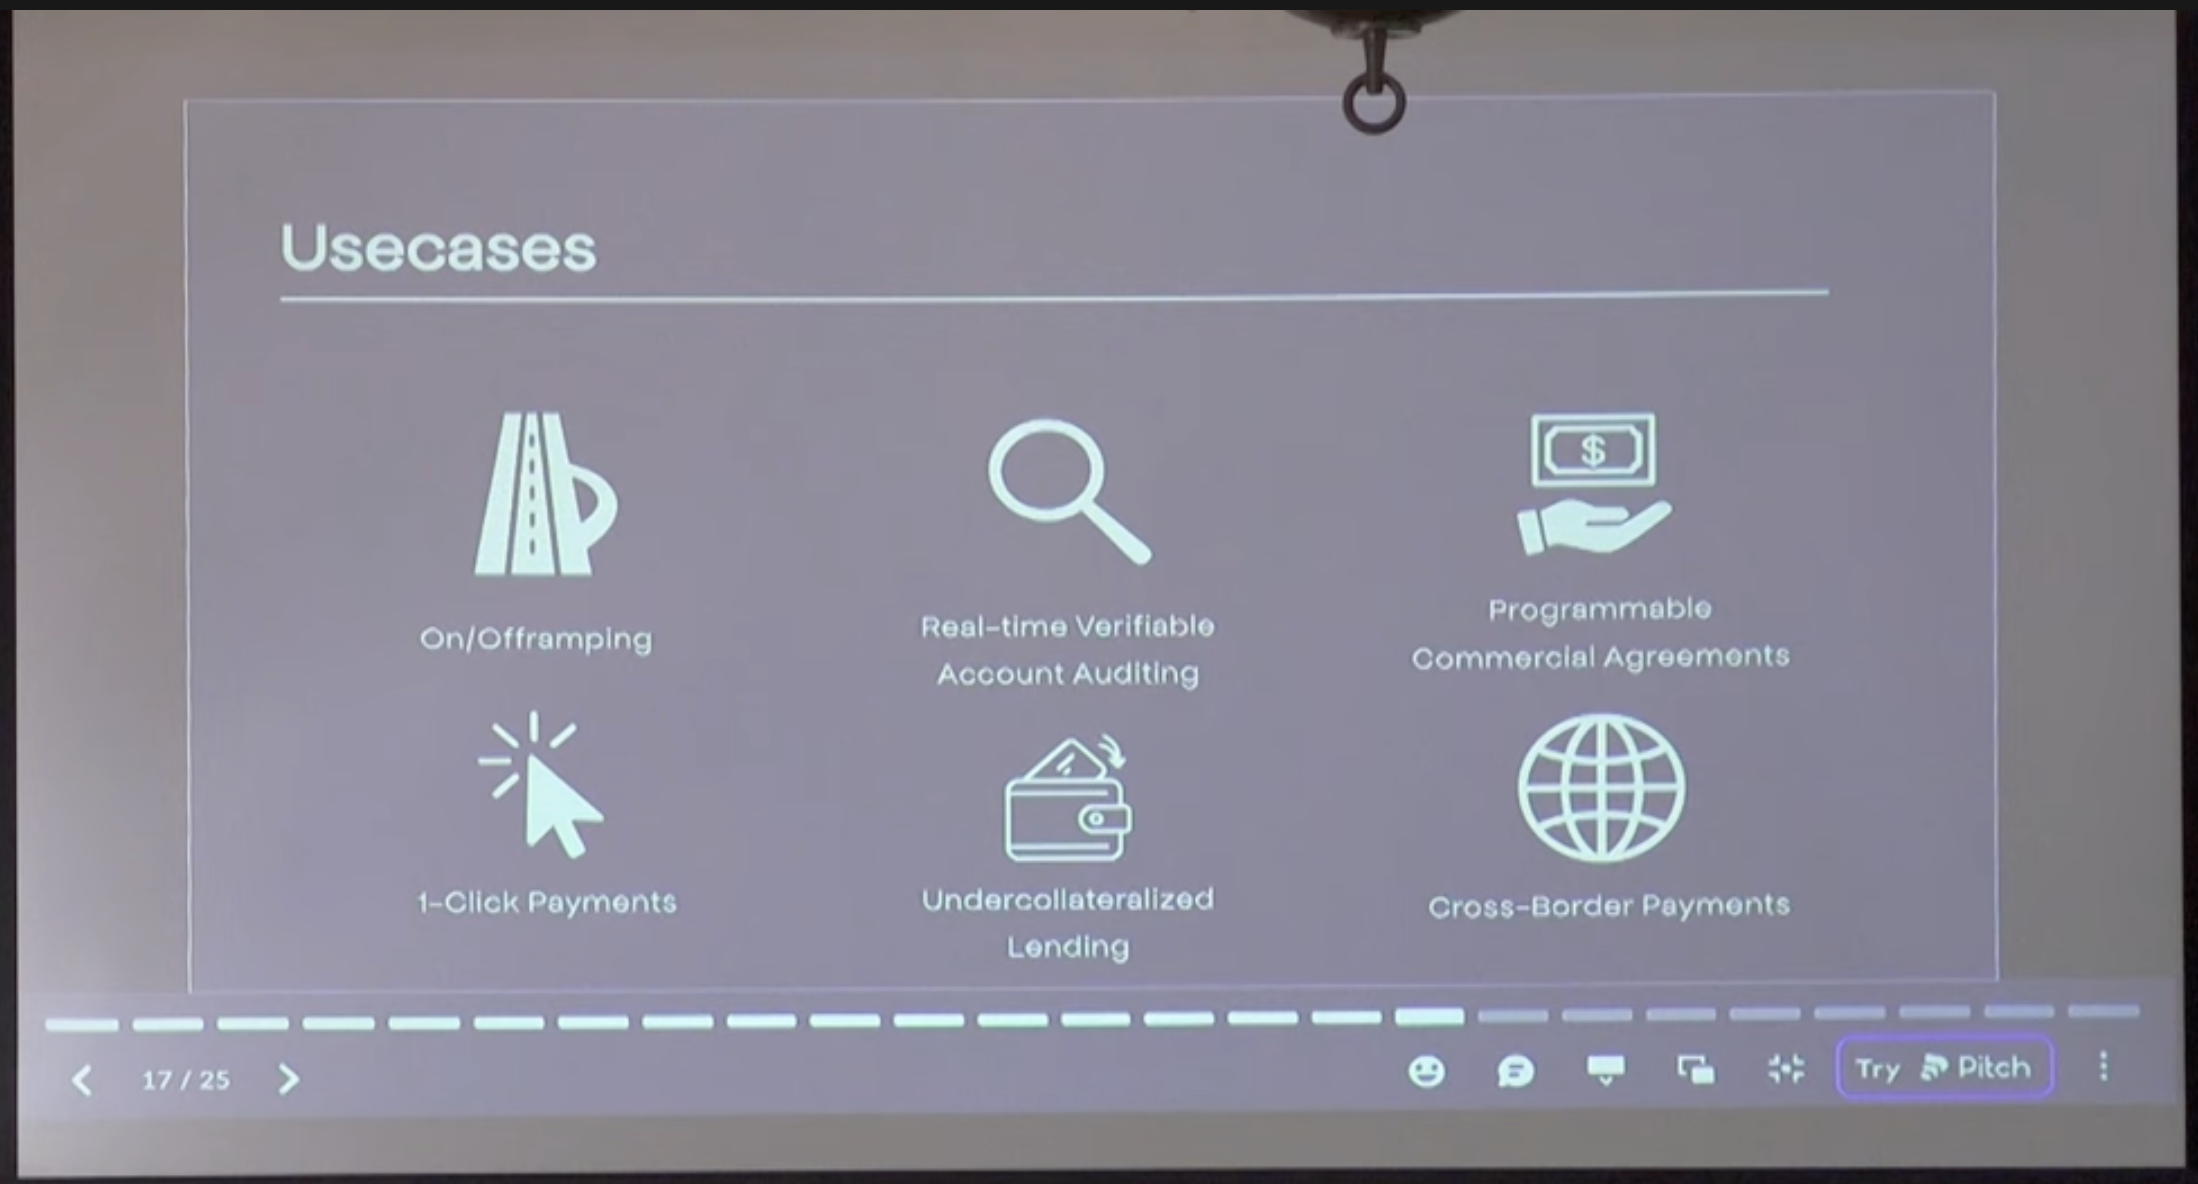 Usecases
On/Offramping
Real-time Verifiable
Account Auditing
Programmable
Commercial Agreements
$
1-Click Payments
Undercollateralized
Lending
Cross-Border Payments
17 / 25
Try Pitch